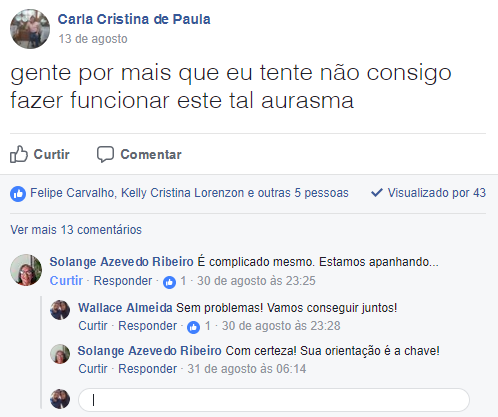 Carla Cristina de Paula
13 de agosto
gente por mais que eu tente não consigo
fazer funcionar este tal aurasma
Curtir Comentar
Felipe Carvalho, Kelly Cristina Lorenzon e outras 5 pessoas Visualizado por 43
Ver mais 13 comentários
Solange Azevedo Ribeiro É complicado mesmo. Estamos apanhando...
Curtir · Responder · 1 · 30 de agosto às 23:25
Wallace Almeida Sem problemas! Vamos conseguir juntos!
Curtir · Responder · 1 · 30 de agosto às 23:28
Solange Azevedo Ribeiro Com certeza! Sua orientação é a chave!
Curtir · Responder · 31 de agosto às 06:14